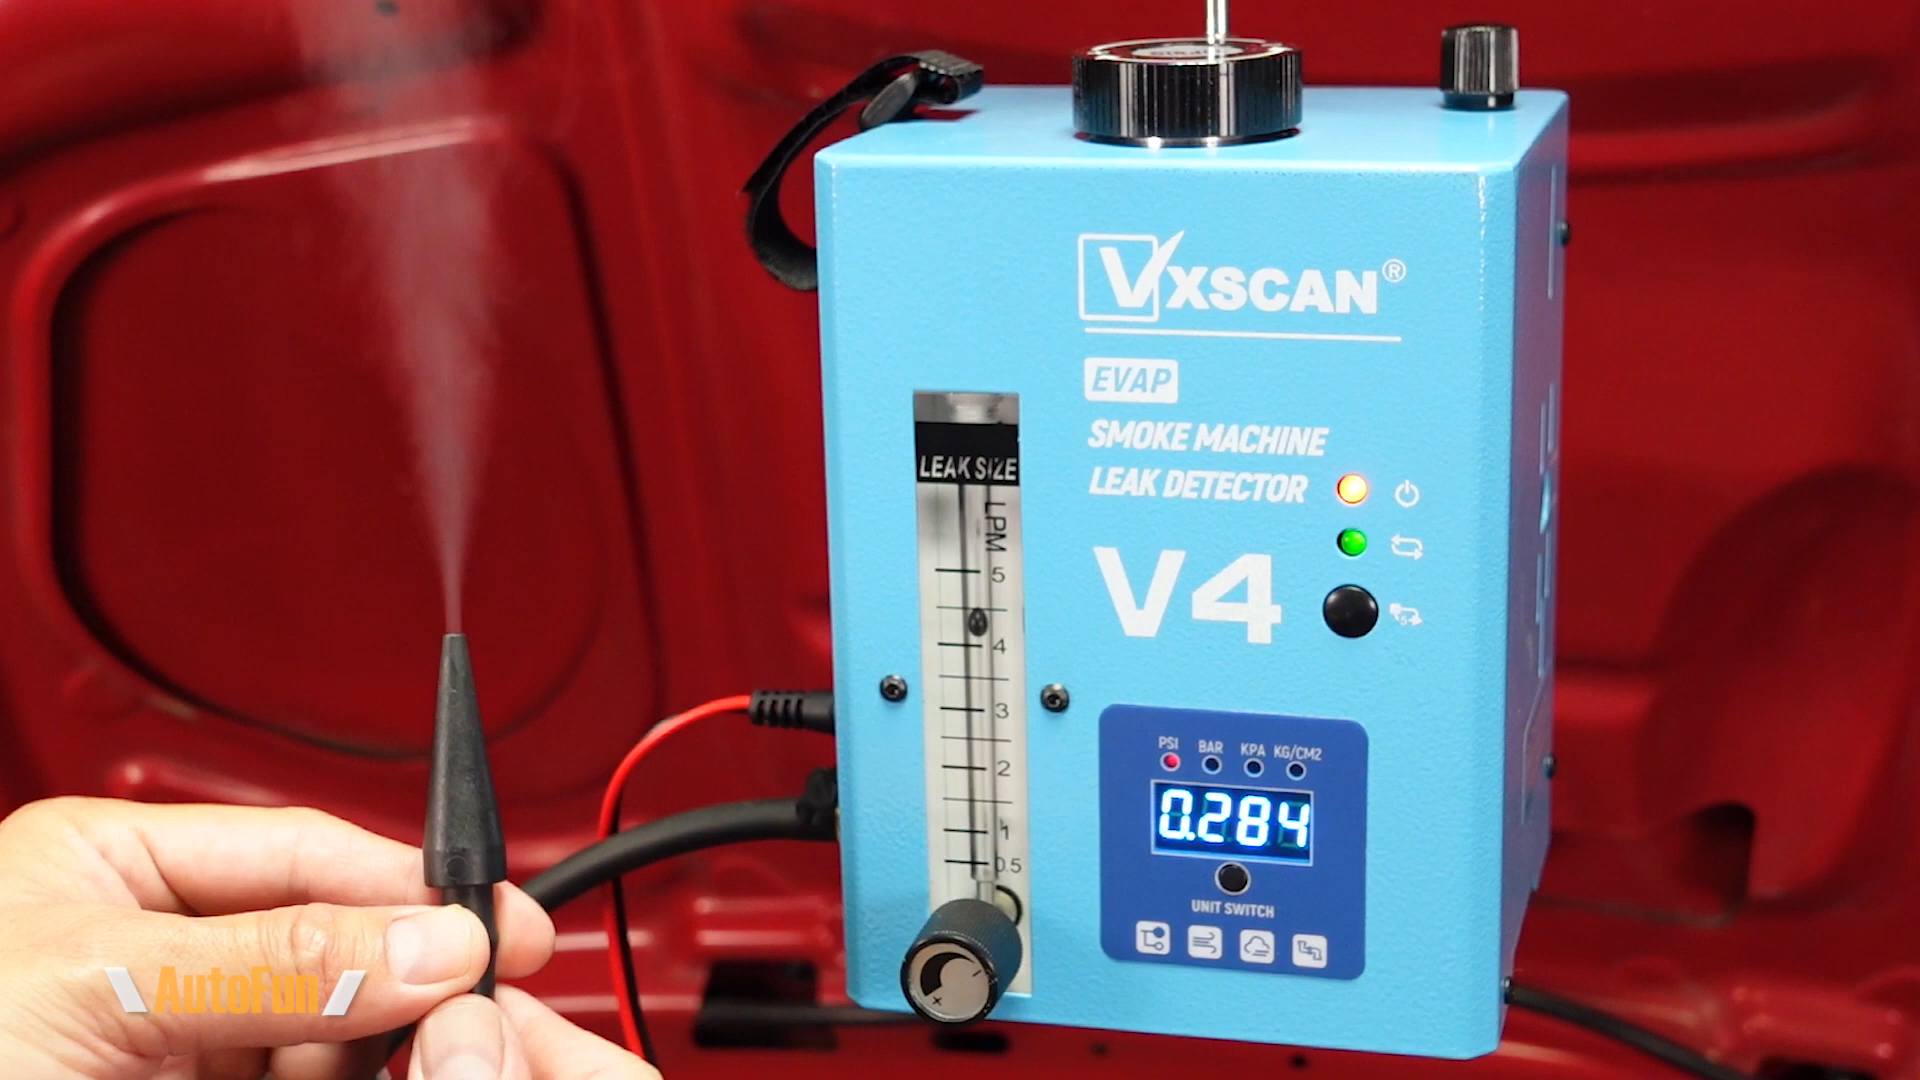 VXSCAN®
EVAP
SMOKE MACHINE
LEAK DETECTOR
V4
LEAK SIZE
LPM
5
4
3
2
1
0.5
PSI BAR KPA KG/CM2
0.284
UNIT SWITCH
AutoFun